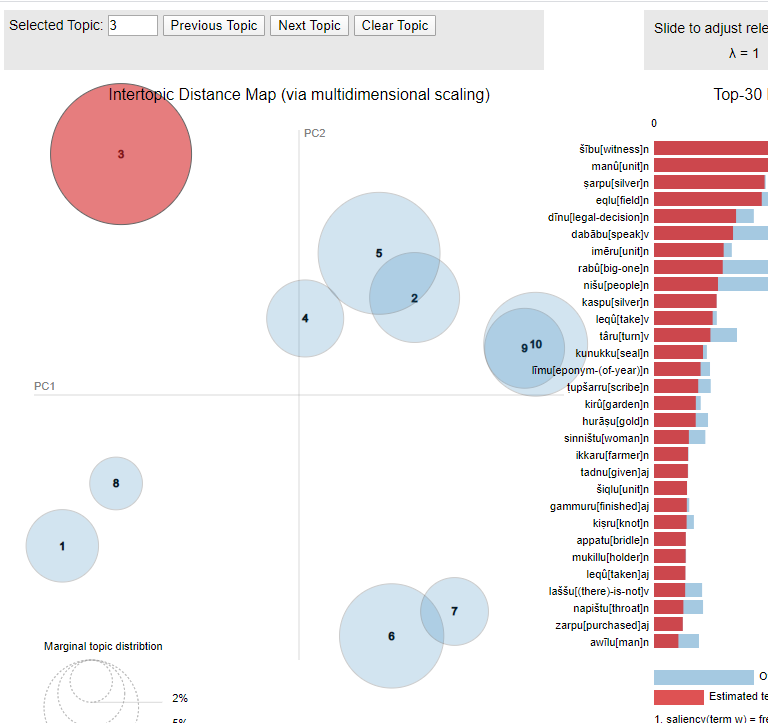 Selected Topic: 3 Previous Topic Next Topic Clear Topic
Slide to adjust rele
λ = 1
Intertopic Distance Map (via multidimensional scaling)
Top-30
0
PC2
3
5
2
4
9
10
PC1
8
1
7
6
šību[witness]n
manû[unit]n
ṣarpu[silver]n
eqlu[field]n
dīnu[legal-decision]n
dabābu[speak]v
imēru[unit]n
rabû[big-one]n
nišu[people]n
kaspu[silver]n
leqû[take]v
târu[turn]v
kunukku[seal]n
līmu[eponym-(of-year)]n
ṭupšarru[scribe]n
kirû[garden]n
hurāṣu[gold]n
sinništu[woman]n
ikkaru[farmer]n
tadnu[given]aj
šiqlu[unit]n
gammuru[finished]aj
kiṣru[knot]n
appatu[bridle]n
mukillu[holder]n
leqû[taken]aj
laššu[(there)-is-not]v
napištu[throat]n
zarpu[purchased]aj
awīlu[man]n
Marginal topic distribtion
2%
5%
O
Estimated te
1. saliency(term w) = fre